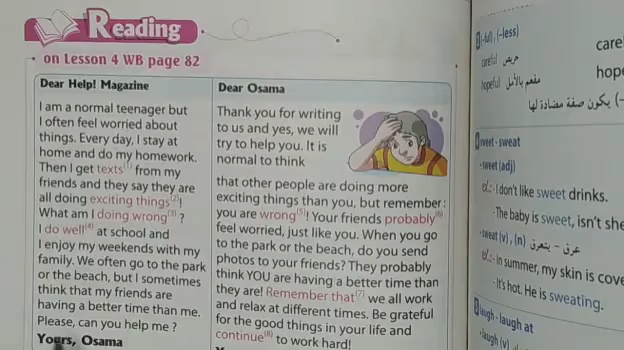 Reading
on Lesson 4 WB page 82
Dear Help! Magazine
I am a normal teenager but
I often feel worried about
things. Every day, I stay at
home and do my homework.
Then I get texts(1) from my
friends and they say they are
all doing exciting things(2)!
What am I doing wrong(3) ?
I do well(4) at school and
I enjoy my weekends with my
family. We often go to the park
or the beach, but I sometimes
think that my friends are
having a better time than me.
Please, can you help me ?
Yours, Osama
Dear Osama
Thank you for writing
to us and yes, we will
try to help you. It is
normal to think
that other people are doing more
exciting things than you, but remember :
you are wrong(5)! Your friends probably(6)
feel worried, just like you. When you go
to the park or the beach, do you send
photos to your friends? They probably
think YOU are having a better time than
they are! Remember that(7) we all work
and relax at different times. Be grateful
for the good things in your life and
continue(8) to work hard!
(-ful), (-less)
careful حريص
hopeful مفعم بالأمل
يكون صفة مضادة لها
sweet - sweat
• sweet (adj)
ex.: - I don't like sweet drinks.
- The baby is sweet, isn't she
• sweat (v) , (n) عرق - يتعرق
ex.: - In summer, my skin is cove
- It's hot. He is sweating.
laugh - laugh at
• laugh (v)